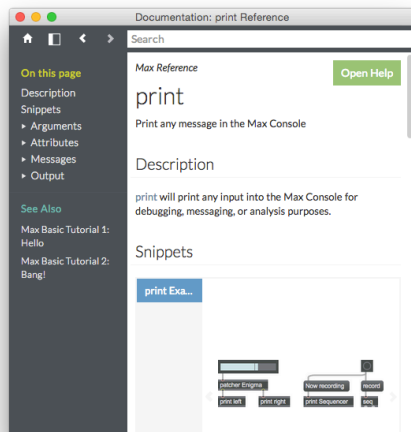 Documentation: print Reference
Search
On this page
Description
Snippets
Arguments
Attributes
Messages
Output
See Also
Max Basic Tutorial 1:
Hello
Max Basic Tutorial 2:
Bang!
Max Reference
Open Help
print
Print any message in the Max Console
Description
print will print any input into the Max Console for
debugging, messaging, or analysis purposes.
Snippets
print Exa...
patcher Enigma
print left
print right
Now recording
record
print Sequencer
seq